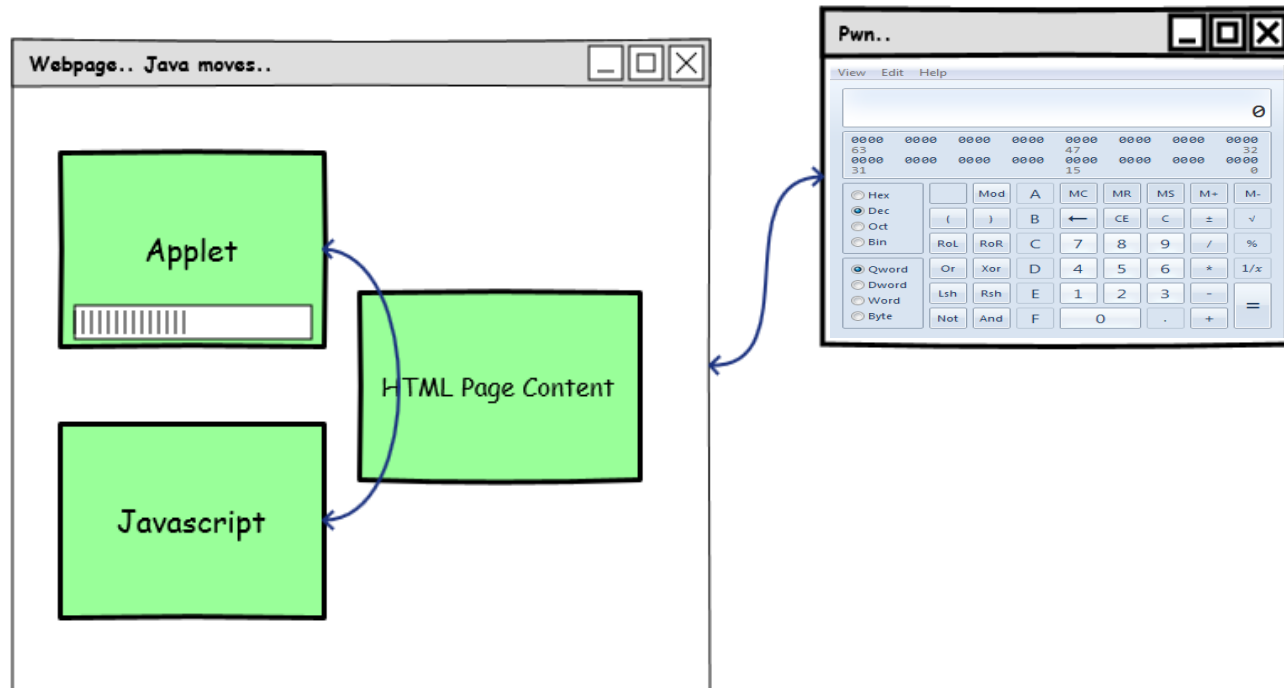 Webpage.. Java moves..
Applet
HTML Page Content
Javascript
Pwn..
View Edit Help
0
0000 0000 0000 0000 0000 0000 0000 0000
63 47 32
0000 0000 0000 0000 0000 0000 0000 0000
31 15 0
Hex Mod A MC MR MS M+ M-
Dec ( ) B ← CE C ± √
Oct
Bin RoL RoR C 7 8 9 / %
Qword Or Xor D 4 5 6 * 1/x
Dword
Word Lsh Rsh E 1 2 3 - =
Byte Not And F 0 . +